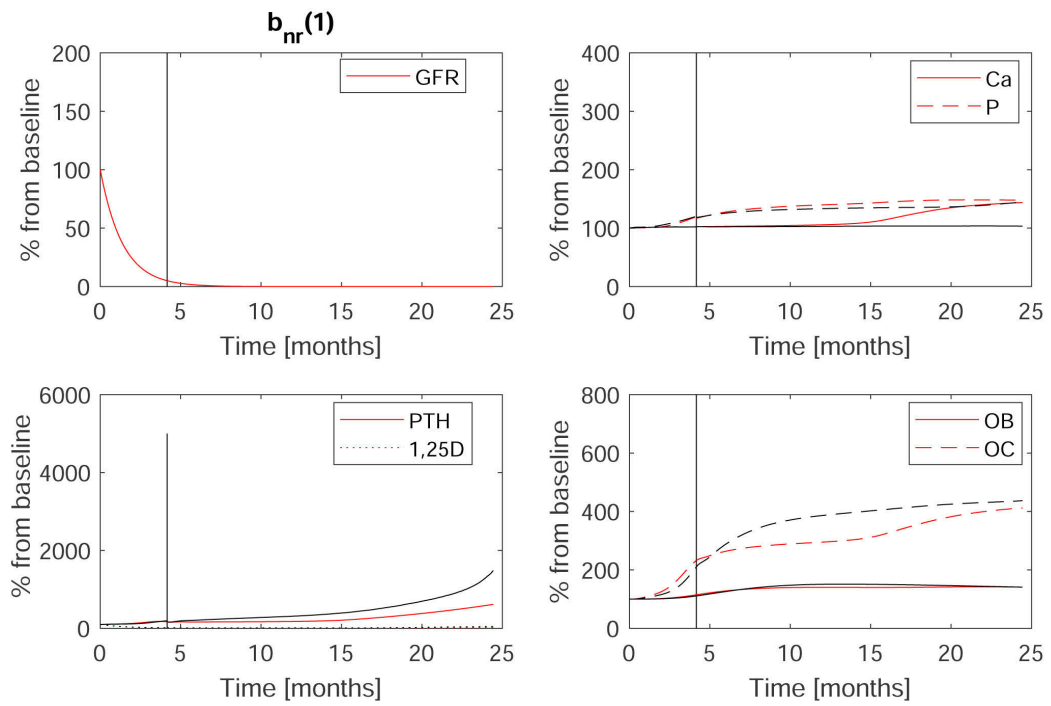 b_nr(1)
200
150
100
50
0
% from baseline
GFR
0 5 10 15 20 25
Time [months]
400
300
200
100
0
% from baseline
Ca
P
0 5 10 15 20 25
Time [months]
6000
4000
2000
0
% from baseline
PTH
1,25D
0 5 10 15 20 25
Time [months]
800
600
400
200
0
% from baseline
OB
OC
0 5 10 15 20 25
Time [months]